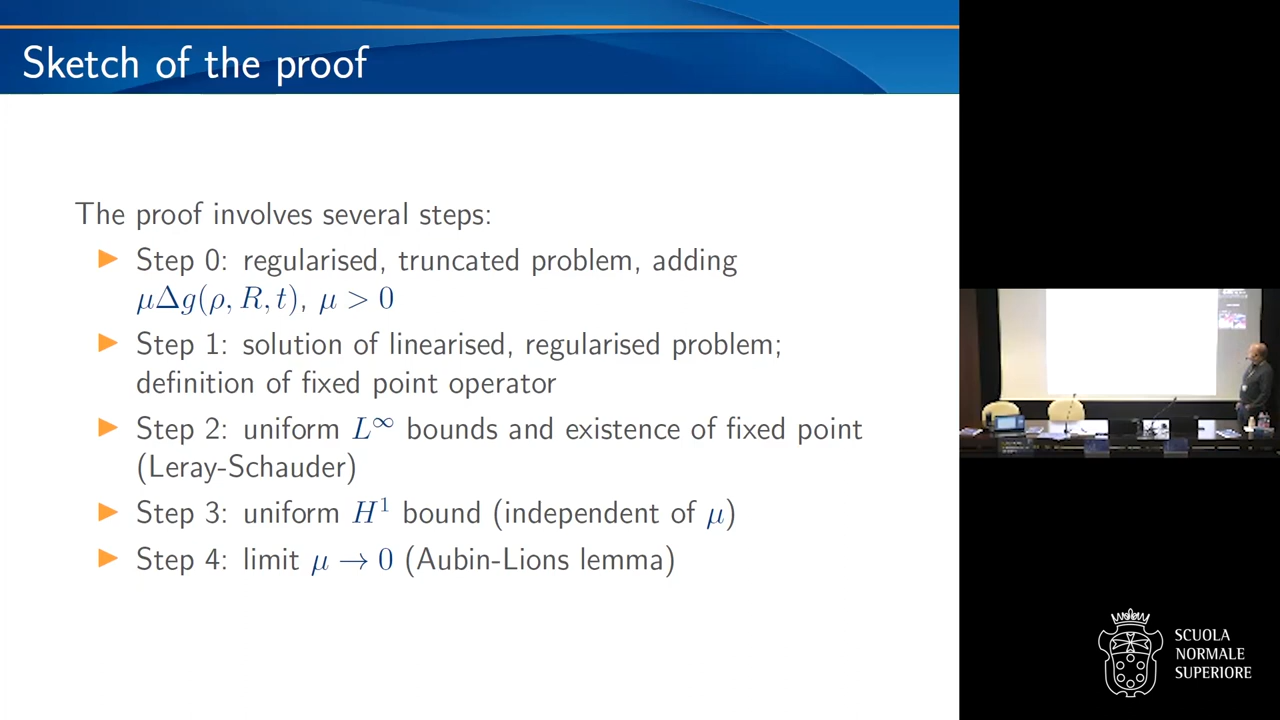 Sketch of the proof
The proof involves several steps:
Step 0: regularised, truncated problem, adding
μΔg(ρ, R, t), μ > 0
Step 1: solution of linearised, regularised problem;
definition of fixed point operator
Step 2: uniform L^∞ bounds and existence of fixed point
(Leray-Schauder)
Step 3: uniform H^1 bound (independent of μ)
Step 4: limit μ → 0 (Aubin-Lions lemma)
SCUOLA
NORMALE
SUPERIORE